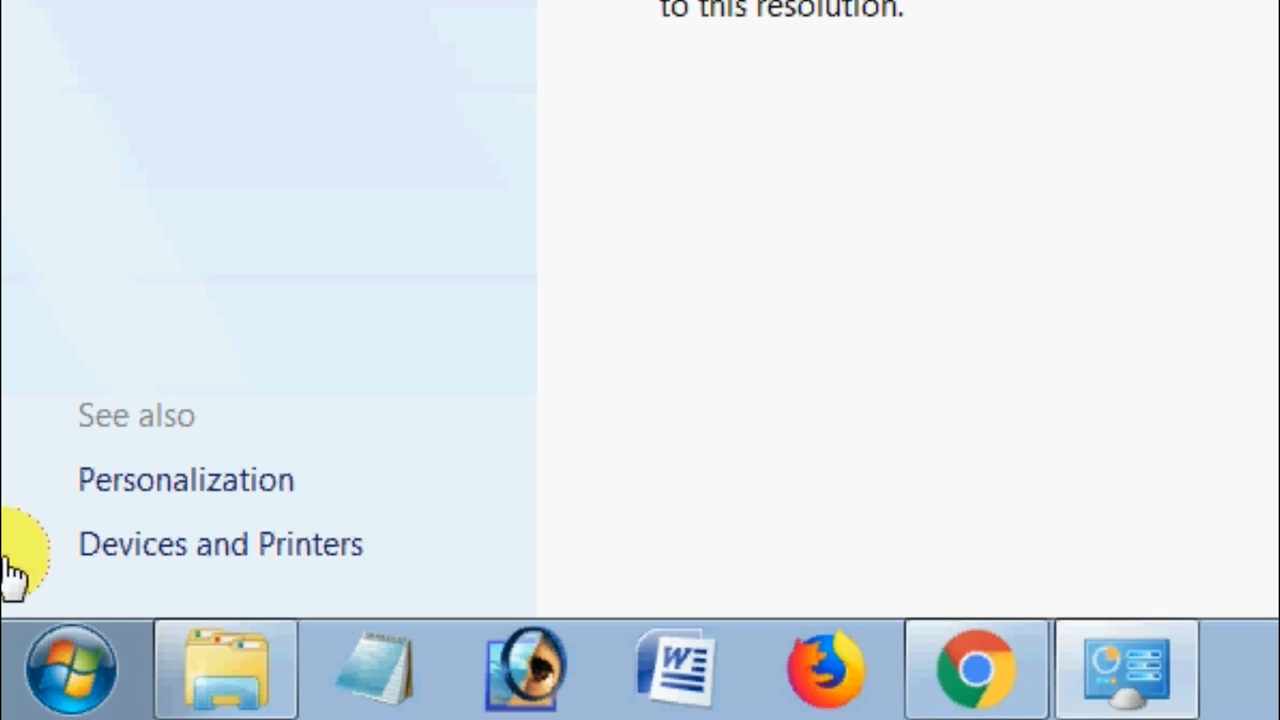 to this resolution.
See also
Personalization
Devices and Printers
W